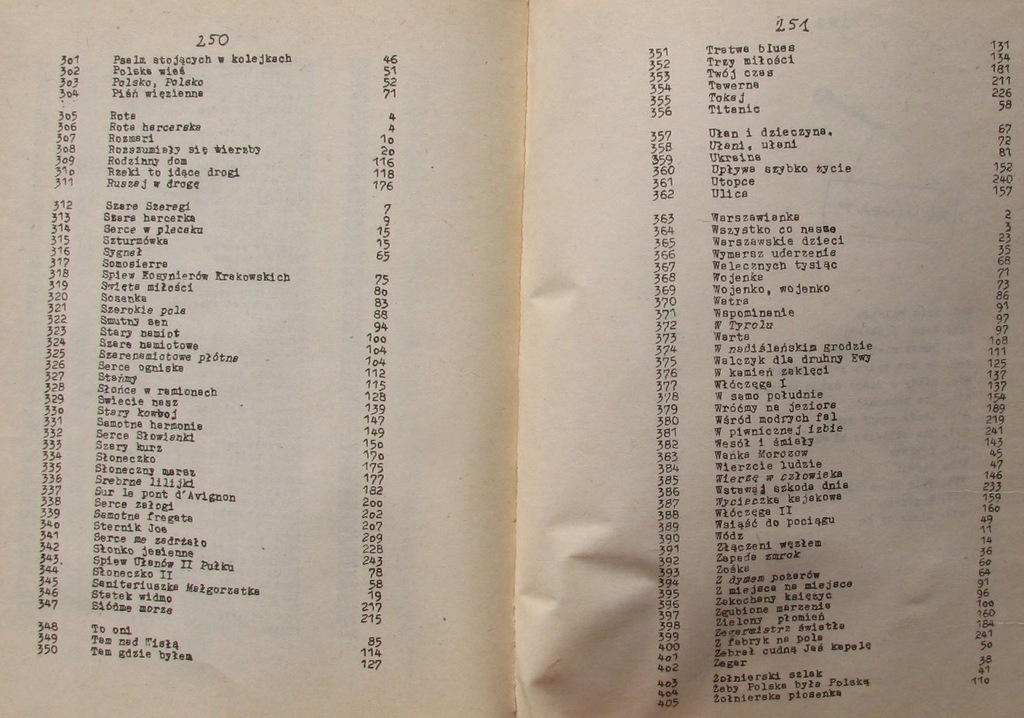 250
301 Psalm stojących w kolejkach 46
302 Polska wieś 51
303 Polsko, Polsko 52
304 Piśń więzienna 71
305 Rota 4
306 Rota harcerska 4
307 Rozmari 10
308 Rozszumiały się wierzby 20
309 Rodzinny dom 116
310 Rzeki to idące drogi 118
311 Ruszaj w drogę 176
312 Szare Szeregi 7
313 Szara harcerka 9
314 Serce w plecaku 15
315 Szturmówka 15
316 Sygnał 65
317 Somosierra
318 Spiew Kosynierów Krakowskich 75
319 Święta miłości 80
320 Sosenka 83
321 Szerokie pola 88
322 Smutny sen 94
323 Stary namiot 100
324 Szare namiotowe 104
325 Szaranamiotowe płótna 104
326 Serce ogniska 112
327 Stańmy 115
328 Słońce w ramionach 128
329 Swiecie nasz 139
330 Stary kowboj 147
331 Samotna harmonia 149
332 Serce Słowianki 150
333 Szary kurz 170
334 Słoneczko 175
335 Słoneczny marsz 177
336 Srebrne lilijki 182
337 Sur le pont d'Avignon 200
338 Serce załogi 202
339 Samotna fregata 207
340 Sternik Joe 209
341 Serce me zadrżało 228
342 Słonko jesienne 243
343. Spiew Ułanów II Pułku 78
344 Słoneczko II 58
345 Sanitariuszka Małgorzatka 19
346 Statek widmo 217
347 Siódme morze 215
348 To oni 85
349 Tam nad Wisłą 114
350 Tam gdzie byłem 127
251
351 Tratwa blues 131
352 Trzy miłości 134
353 Twój czas 181
354 Tawerna 211
355 Tokaj 226
356 Titanic 58
357 Ułan i dziewczyna. 67
358 Ułani, ułani 72
359 Ukraina 81
360 Upływa szybko życie 152
361 Utopce 240
362 Ulica 157
363 Warszawianka 2
364 Wszystko co nasze 3
365 Warszawskie dzieci 23
366 Wymarsz uderzenia 35
367 Walecznych tysiąc 68
368 Wojenka 71
369 Wojenko, wojenko 73
370 Watra 86
371 Wspomnienie 91
372 W Tyrolu 97
373 Warta 97
374 W nadiślańskim grodzie 108
375 Walczyk dla druhny Ewy 111
376 W kamień zaklęci 125
377 Włóczęga I 137
378 W samo południe 137
379 Wróćmy na jeziora 154
380 Wśród modrych fal 189
381 W piwnicznej izbie 219
382 Wesół i śmiały 241
383 Wańka Morozow 143
384 Wierzcie ludzie 45
385 Wierzę w człowieka 47
386 Wstawaj szkoda dnia 146
387 Wycieczka kajakowa 233
388 Włóczęga II 159
389 Wsiąść do pociągu 160
390 Wódz 49
391 Złączeni węzłem 11
392 Zapada zmrok 14
393 Zośka 36
394 Z dymem pożarów 60
395 Z miejsca na miejsce 64
396 Zakochany księżyc 91
397 Zgubione marzenia 96
398 Zielony płomień 100
399 Zegarmistrz światła 160
400 Z fabryk na pola 184
401 Zebrał cudną Jaś kapelę 241
402 Zegar 50
403 Żołnierski szlak 38
404 Żeby Polska była Polską 41
405 Żołnierska piosenka 110